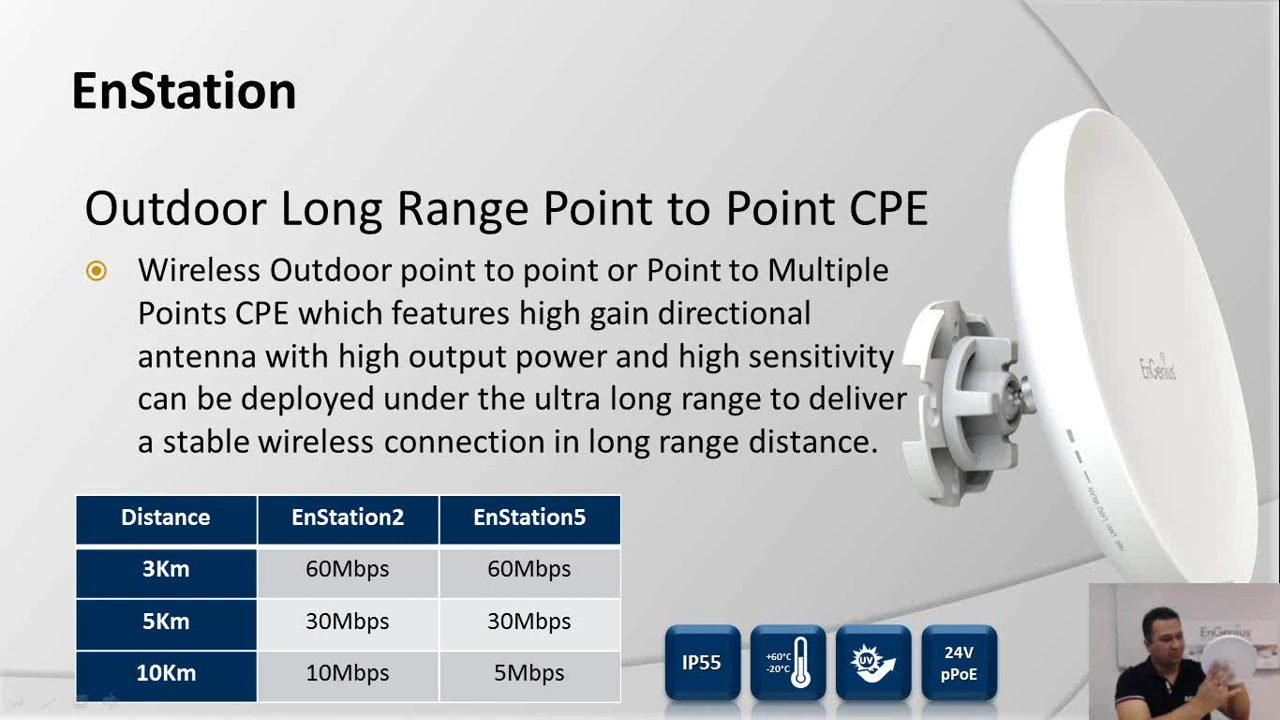 EnStation
Outdoor Long Range Point to Point CPE
Wireless Outdoor point to point or Point to Multiple
Points CPE which features high gain directional
antenna with high output power and high sensitivity
can be deployed under the ultra long range to deliver
a stable wireless connection in long range distance.
EnGenius
Distance EnStation2 EnStation5
3Km 60Mbps 60Mbps
5Km 30Mbps 30Mbps
10Km 10Mbps 5Mbps
IP55
+60°C
-20°C
UV
24V
pPoE
EnGenius